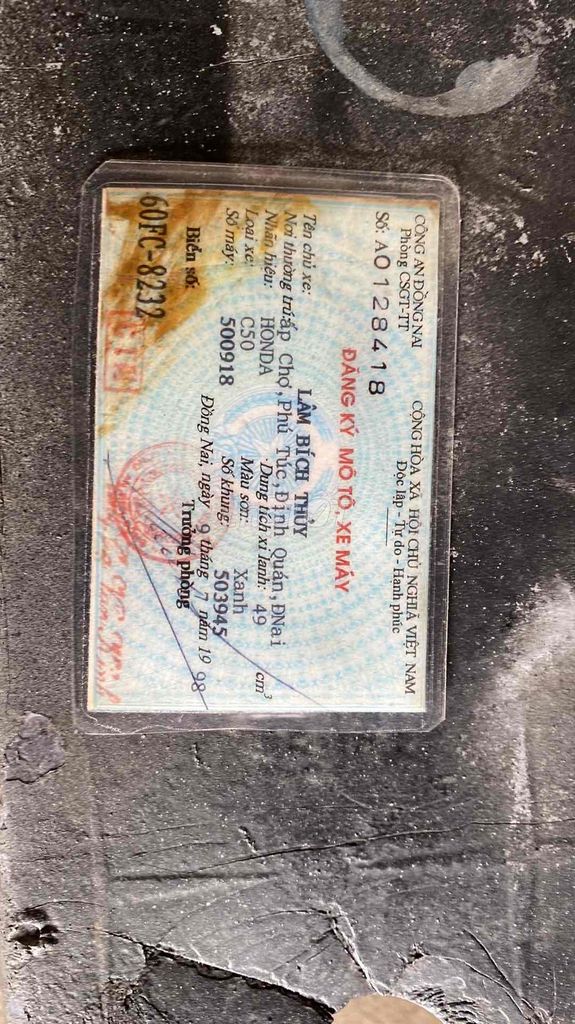 CÔNG AN ĐỒNG NAI
Phòng CSGT-TT
Số: A0128418
CỘNG HÒA XÃ HỘI CHỦ NGHĨA VIỆT NAM
Độc lập - Tự do - Hạnh phúc
ĐĂNG KÝ MÔ TÔ, XE MÁY
Tên chủ xe: LÂM BÍCH THỦY
Nơi thường trú: ấp Chợ, Phú Túc, Định Quán, ĐNai
Nhãn hiệu: HONDA Dung tích xi lanh: 49 cm³
Loại xe: C50 Màu sơn: Xanh
Số máy: 500918 Số khung: 503945
Đồng Nai, ngày 9 tháng 7 năm 1998
Biển số: Trưởng phòng
60FC-8232